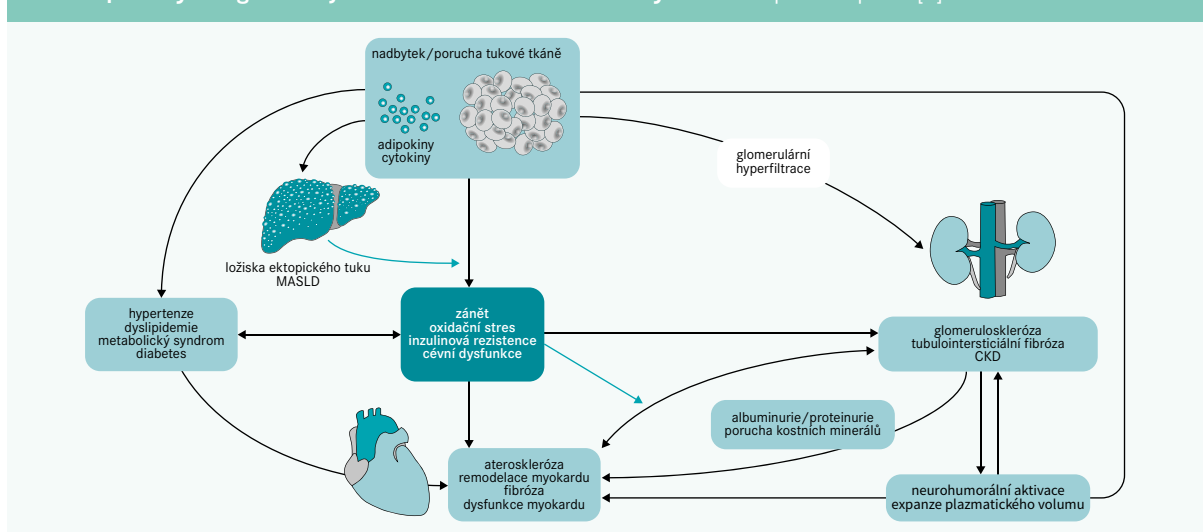 nadbytek/porucha tukové tkáně
adipokiny
cytokiny
glomerulární
hyperfiltrace
ložiska ektopického tuku
MASLD
hypertenze
dyslipidemie
metabolický syndrom
diabetes
zánět
oxidační stres
inzulinová rezistence
cévní dysfunkce
glomeruloskleróza
tubulointersticiální fibróza
CKD
albuminurie/proteinurie
porucha kostních minerálů
ateroskleróza
remodelace myokardu
fibróza
dysfunkce myokardu
neurohumorální aktivace
expanze plazmatického volumu